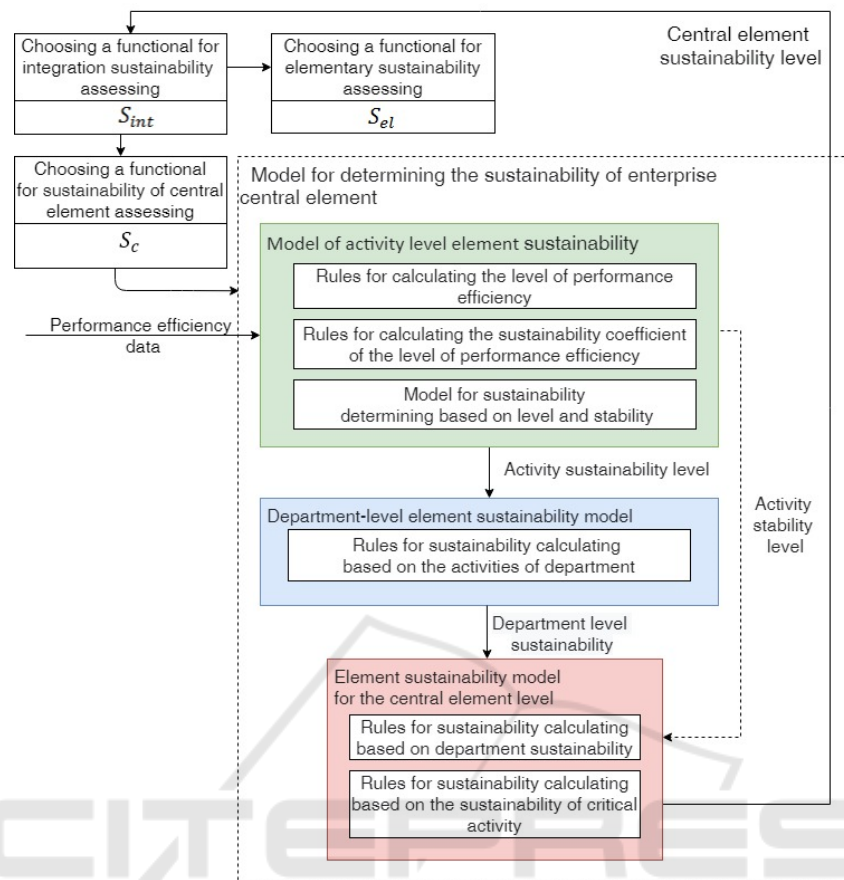 Choosing a functional for
integration sustainability
assessing
S_int
Choosing a functional for
elementary sustainability
assessing
S_el
Central element
sustainability level
Choosing a functional
for sustainability of central
element assessing
S_c
Model for determining the sustainability of enterprise
central element
Model of activity level element sustainability
Rules for calculating the level of performance
efficiency
Performance efficiency
data
Rules for calculating the sustainability coefficient
of the level of performance efficiency
Model for sustainability
determining based on level and stability
Activity sustainability level
Activity
stability
level
Department-level element sustainability model
Rules for sustainability calculating
based on the activities of department
Department level
sustainability
Element sustainability model
for the central element level
Rules for sustainability calculating
based on department sustainability
Rules for sustainability calculating
based on the sustainability of critical
activity